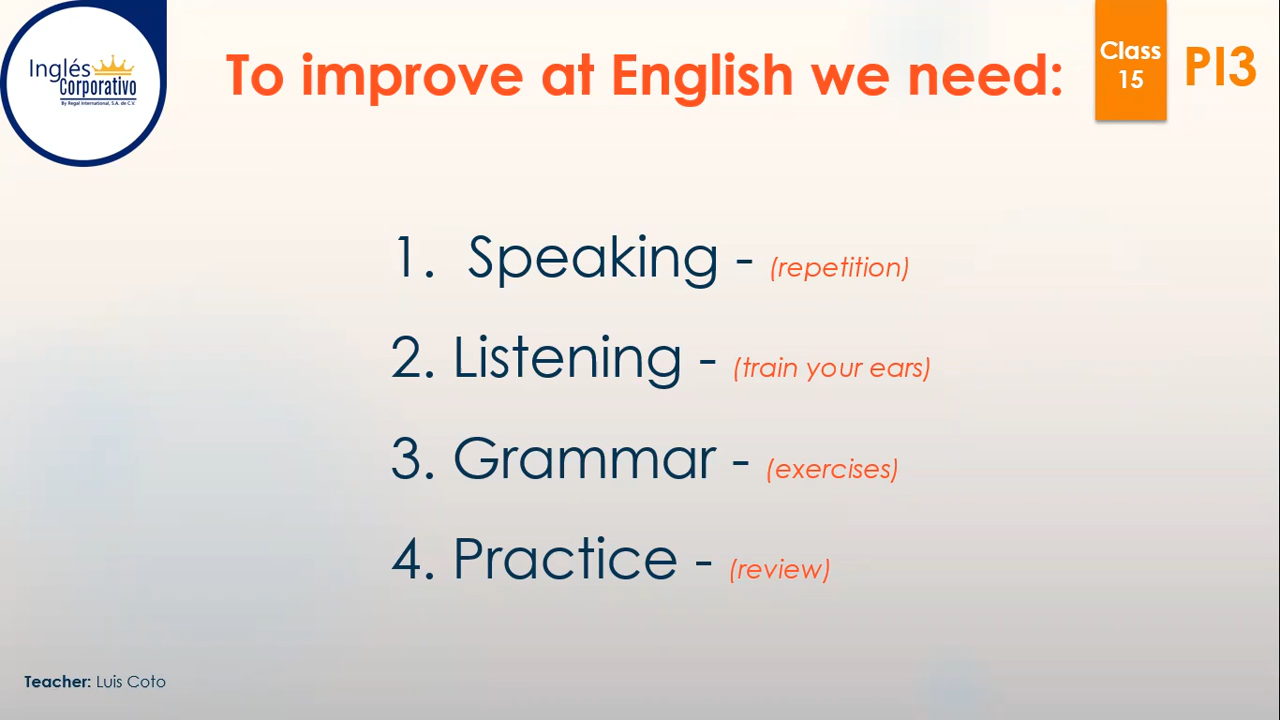 Inglés
Corporativo
By Regal International, S.A. de C.V.
To improve at English we need:
Class
15
PI3
1. Speaking - (repetition)
2. Listening - (train your ears)
3. Grammar - (exercises)
4. Practice - (review)
Teacher: Luis Coto